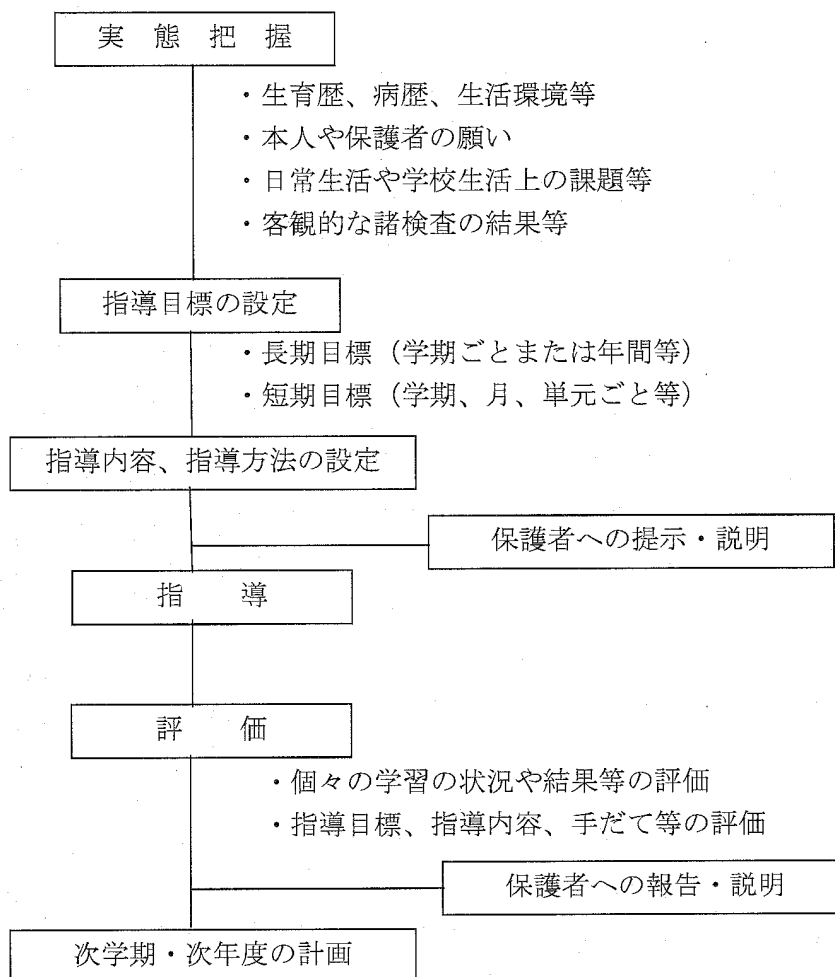 実態把握
・生育歴、病歴、生活環境等
・本人や保護者の願い
・日常生活や学校生活上の課題等
・客観的な諸検査の結果等
指導目標の設定
・長期目標（学期ごとまたは年間等）
・短期目標（学期、月、単元ごと等）
指導内容、指導方法の設定
保護者への提示・説明
指導
評価
・個々の学習の状況や結果等の評価
・指導目標、指導内容、手だて等の評価
保護者への報告・説明
次学期・次年度の計画